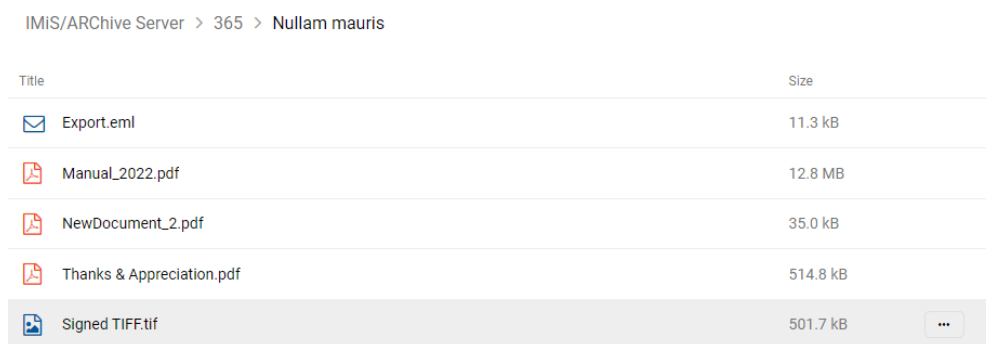 IMiS/ARChive Server > 365 > Nullam mauris
Title Size
Export.eml 11.3 kB
Manual_2022.pdf 12.8 MB
NewDocument_2.pdf 35.0 kB
Thanks & Appreciation.pdf 514.8 kB
Signed TIFF.tif 501.7 kB •••